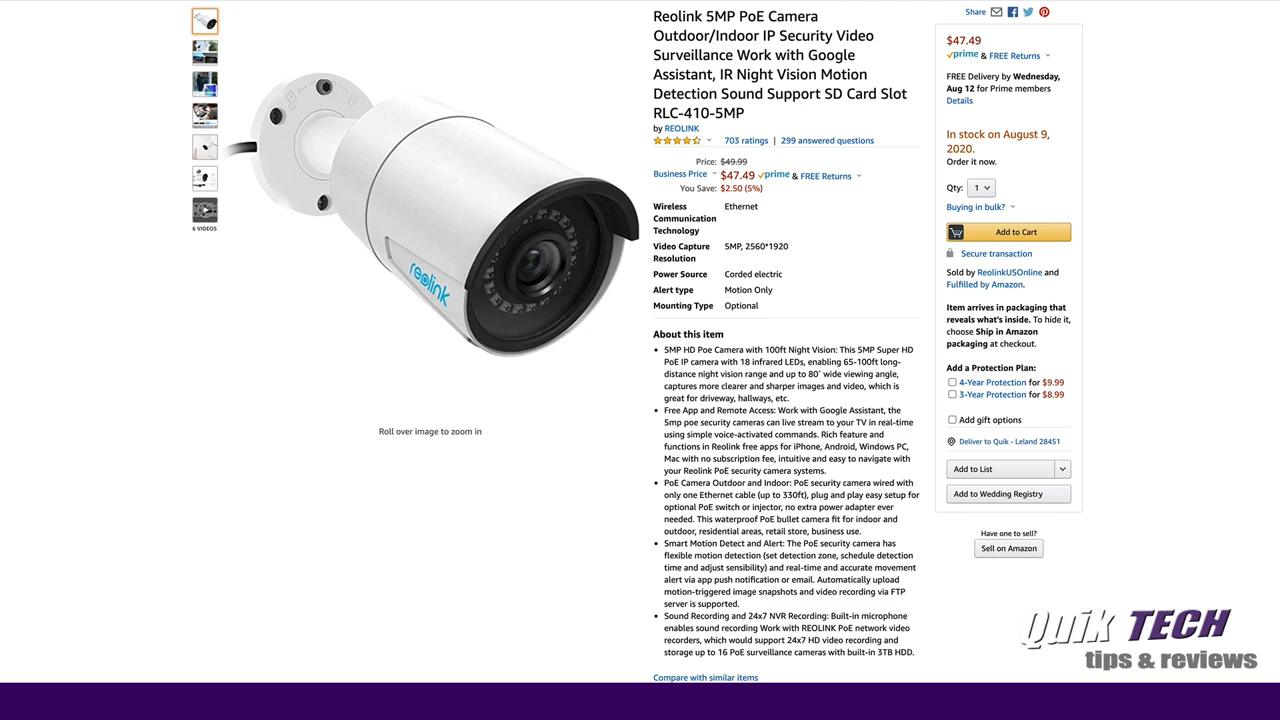 6 VIDEOS
reolink
Roll over image to zoom in
Reolink 5MP PoE Camera
Outdoor/Indoor IP Security Video
Surveillance Work with Google
Assistant, IR Night Vision Motion
Detection Sound Support SD Card Slot
RLC-410-5MP
by REOLINK
703 ratings | 299 answered questions
Price: $49.99
Business Price $47.49 prime & FREE Returns
You Save: $2.50 (5%)
Wireless Ethernet
Communication
Technology
Video Capture 5MP, 2560*1920
Resolution
Power Source Corded electric
Alert type Motion Only
Mounting Type Optional
About this item
• 5MP HD Poe Camera with 100ft Night Vision: This 5MP Super HD
PoE IP camera with 18 infrared LEDs, enabling 65-100ft long-
distance night vision range and up to 80° wide viewing angle,
captures more clearer and sharper images and video, which is
great for driveway, hallways, etc.
• Free App and Remote Access: Work with Google Assistant, the
5mp poe security cameras can live stream to your TV in real-time
using simple voice-activated commands. Rich feature and
functions in Reolink free apps for iPhone, Android, Windows PC,
Mac with no subscription fee, intuitive and easy to navigate with
your Reolink PoE security camera systems.
• PoE Camera Outdoor and Indoor: PoE security camera wired with
only one Ethernet cable (up to 330ft), plug and play easy setup for
optional PoE switch or injector, no extra power adapter ever
needed. This waterproof PoE bullet camera fit for indoor and
outdoor, residential areas, retail store, business use.
• Smart Motion Detect and Alert: The PoE security camera has
flexible motion detection (set detection zone, schedule detection
time and adjust sensibility) and real-time and accurate movement
alert via app push notification or email. Automatically upload
motion-triggered image snapshots and video recording via FTP
server is supported.
• Sound Recording and 24x7 NVR Recording: Built-in microphone
enables sound recording Work with REOLINK PoE network video
recorders, which would support 24x7 HD video recording and
storage up to 16 PoE surveillance cameras with built-in 3TB HDD.
Compare with similar items
Share
$47.49
prime & FREE Returns
FREE Delivery by Wednesday,
Aug 12 for Prime members
Details
In stock on August 9,
2020.
Order it now.
Qty: 1
Buying in bulk?
Add to Cart
Secure transaction
Sold by ReolinkUSOnline and
Fulfilled by Amazon.
Item arrives in packaging that
reveals what's inside. To hide it,
choose Ship in Amazon
packaging at checkout.
Add a Protection Plan:
4-Year Protection for $9.99
3-Year Protection for $8.99
Add gift options
Deliver to Quik - Leland 28451
Add to List
Add to Wedding Registry
Have one to sell?
Sell on Amazon
Quik TECH
tips & reviews